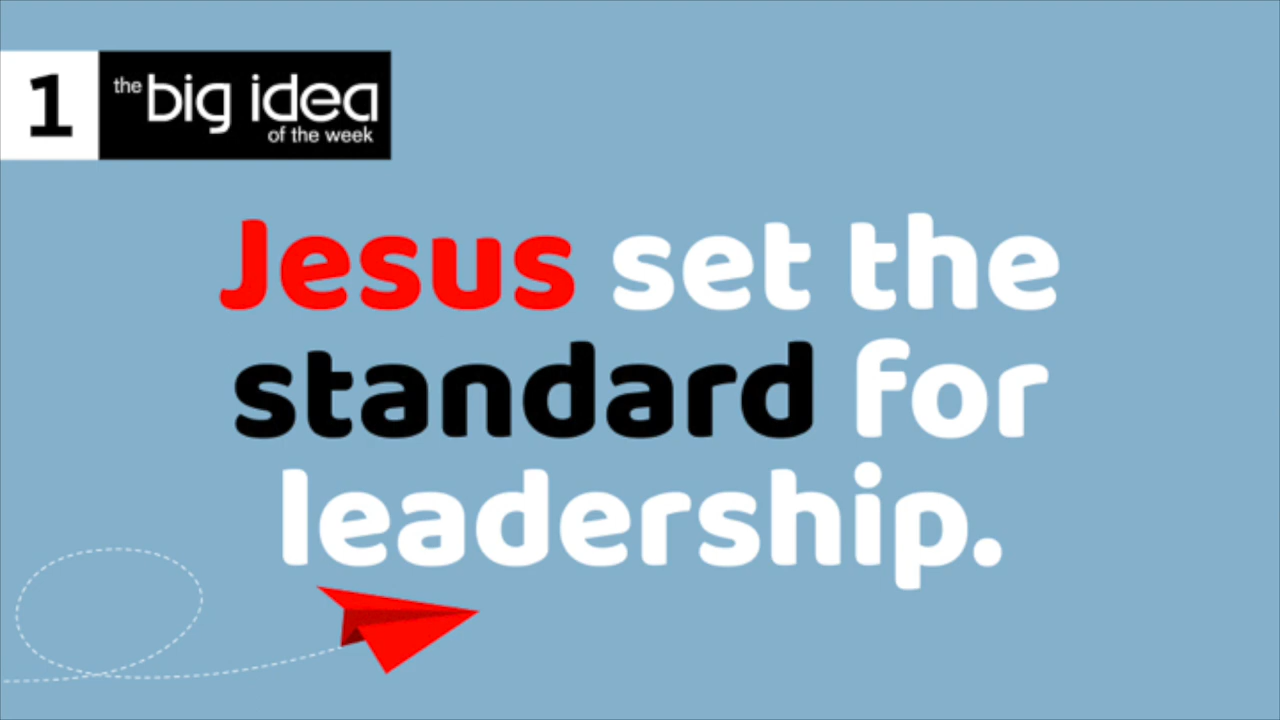 1
the big idea
of the week
Jesus set the
standard for
leadership.